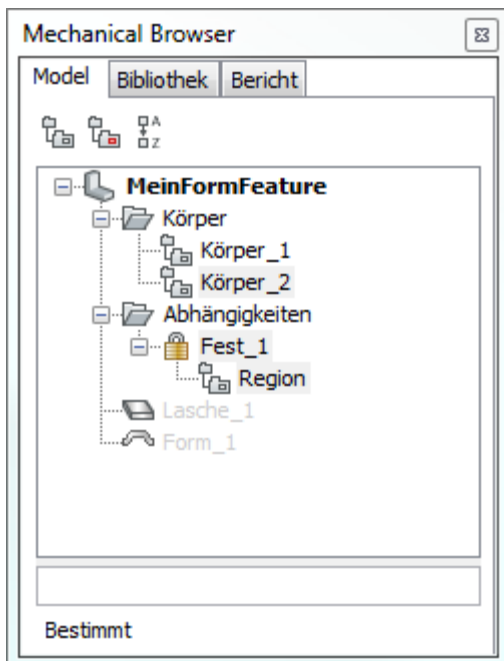 Mechanical Browser
Model Bibliothek Bericht
A
Z
MeinFormFeature
Körper
Körper_1
Körper_2
Abhängigkeiten
Fest_1
Region
Lasche_1
Form_1
Bestimmt